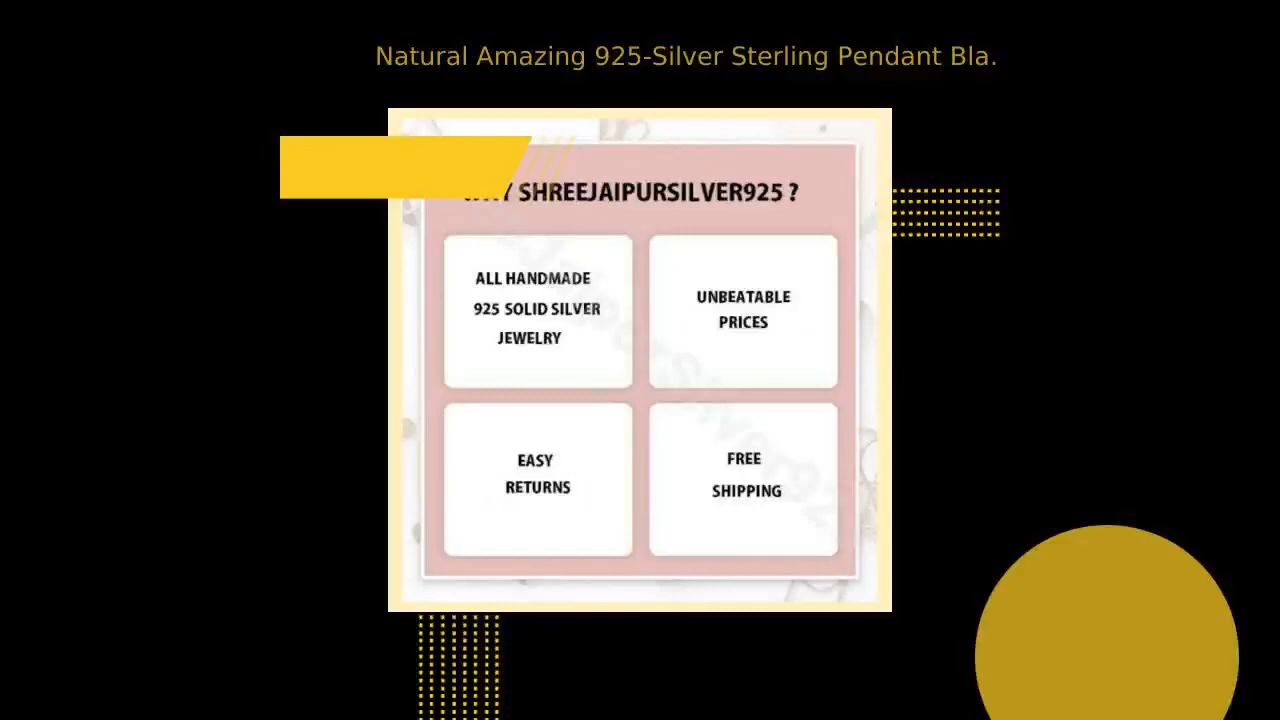 Natural Amazing 925-Silver Sterling Pendant Bla.
SHREEJAIPURSILVER925 ?
ALL HANDMADE
925 SOLID SILVER
JEWELRY
UNBEATABLE
PRICES
EASY
RETURNS
FREE
SHIPPING